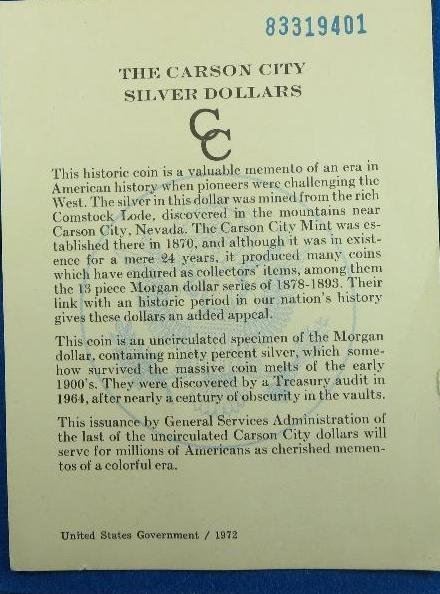 83319401
THE CARSON CITY
SILVER DOLLARS
CC
This historic coin is a valuable memento of an era in
American history when pioneers were challenging the
West. The silver in this dollar was mined from the rich
Comstock Lode, discovered in the mountains near
Carson City, Nevada. The Carson City Mint was es-
tablished there in 1870, and although it was in exist-
ence for a mere 24 years, it produced many coins
which have endured as collectors' items, among them
the 13 piece Morgan dollar series of 1878-1893. Their
link with an historic period in our nation's history
gives these dollars an added appeal.
This coin is an uncirculated specimen of the Morgan
dollar, containing ninety percent silver, which some-
how survived the massive coin melts of the early
1900's. They were discovered by a Treasury audit in
1964, after nearly a century of obscurity in the vaults.
This issuance by General Services Administration of
the last of the uncirculated Carson City dollars will
serve for millions of Americans as cherished memen-
tos of a colorful era.
United States Government / 1972